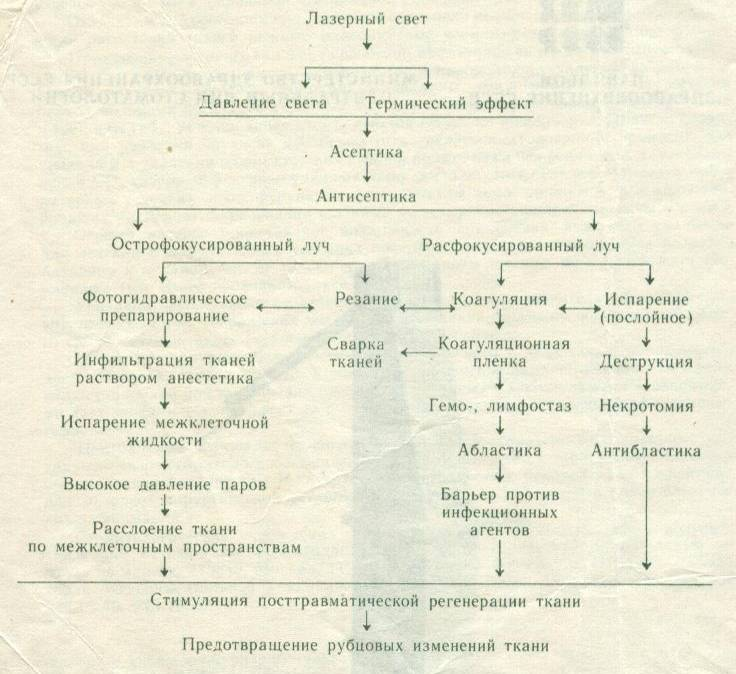 Лазерный свет
Давление света
Термический эффект
Асептика
Антисептика
Острофокусированный луч
Расфокусированный луч
Фотогидравлическое
препарирование
Резание
Коагуляция
Испарение
(послойное)
Инфильтрация тканей
раствором анестетика
Сварка
тканей
Коагуляционная
пленка
Деструкция
Испарение межклеточной
жидкости
Гемо-, лимфостаз
Некротомия
Высокое давление паров
Абластика
Антибластика
Расслоение ткани
по межклеточным пространствам
Барьер против
инфекционных
агентов
Стимуляция посттравматической регенерации ткани
Предотвращение рубцовых изменений ткани